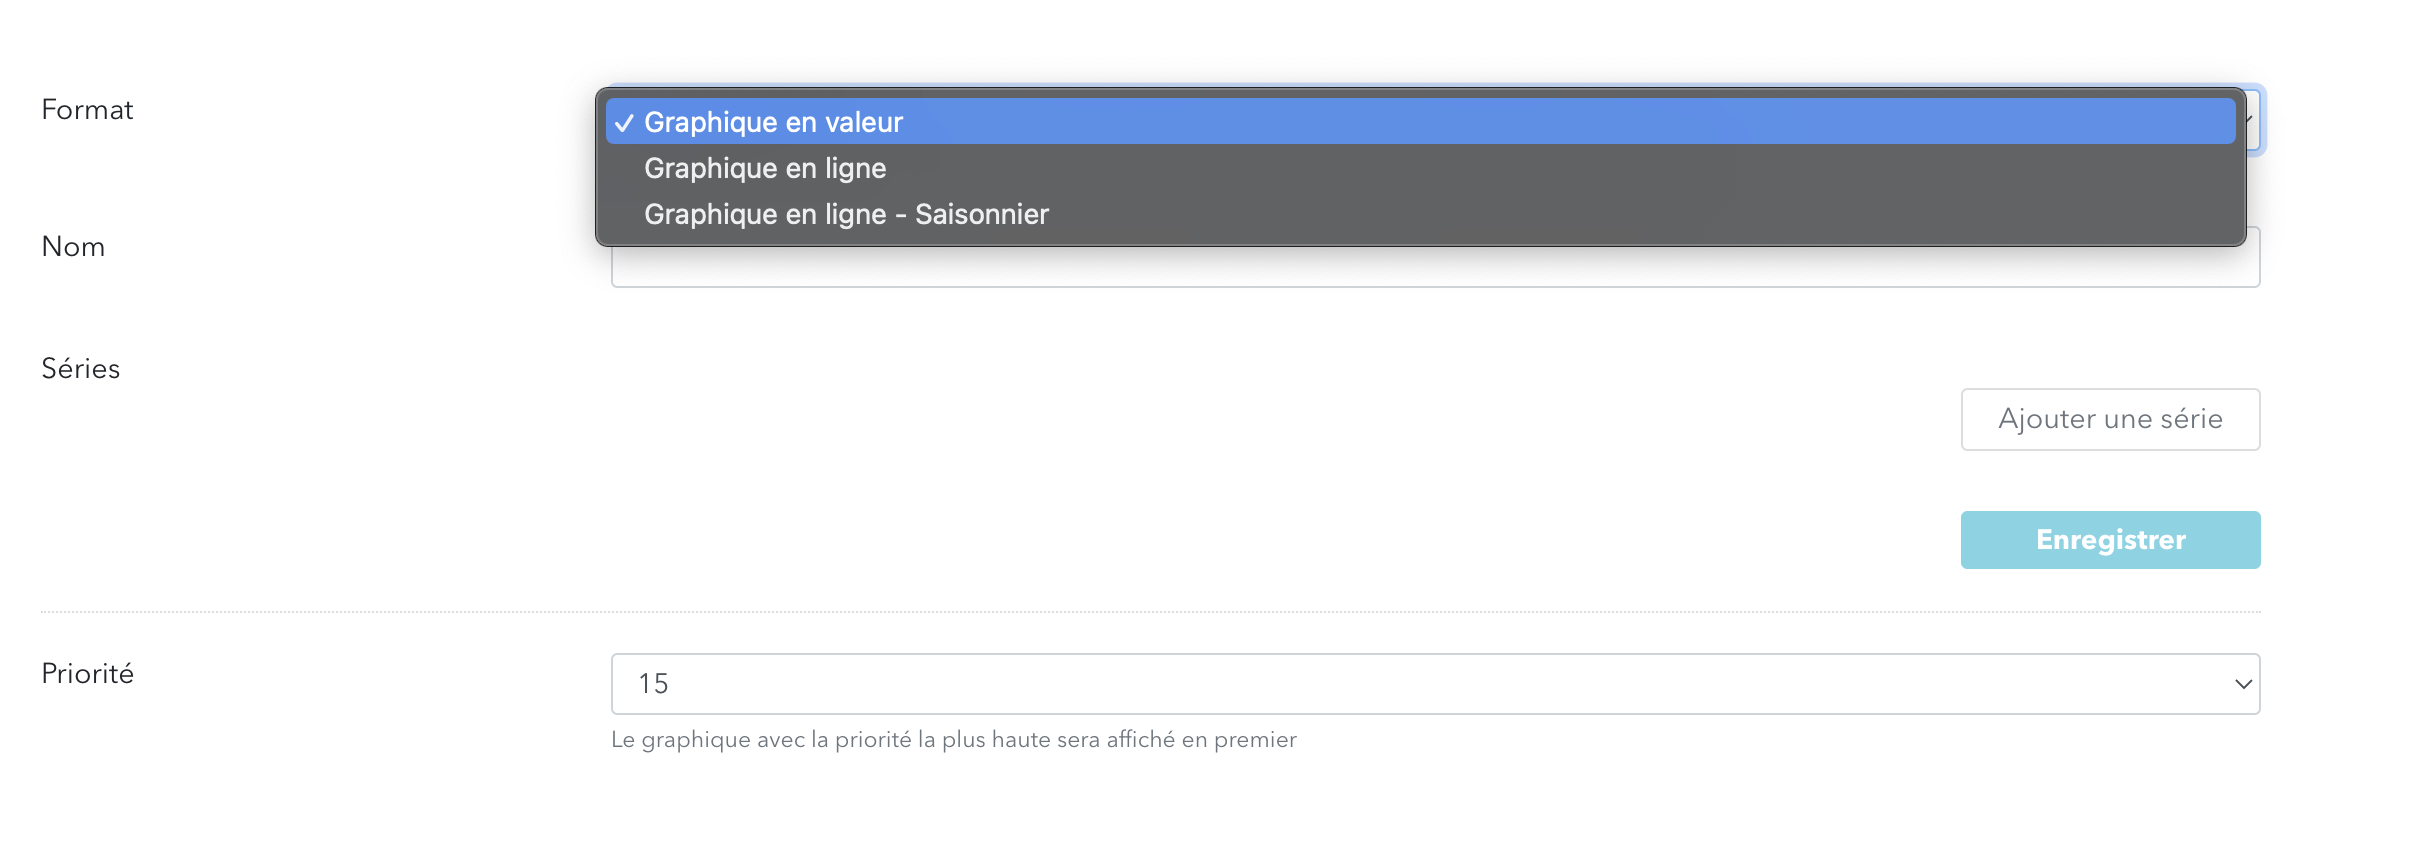 Format
✓ Graphique en valeur
Graphique en ligne
Graphique en ligne - Saisonnier
Nom
Séries
Ajouter une série
Enregistrer
Priorité
15
Le graphique avec la priorité la plus haute sera affiché en premier